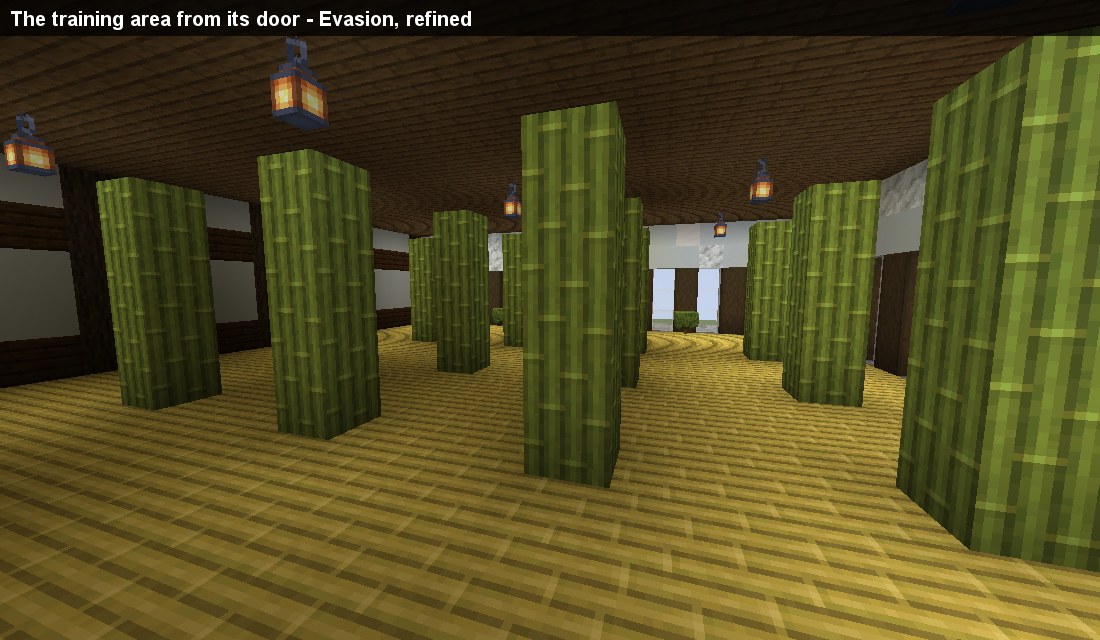 The training area from its door - Evasion, refined